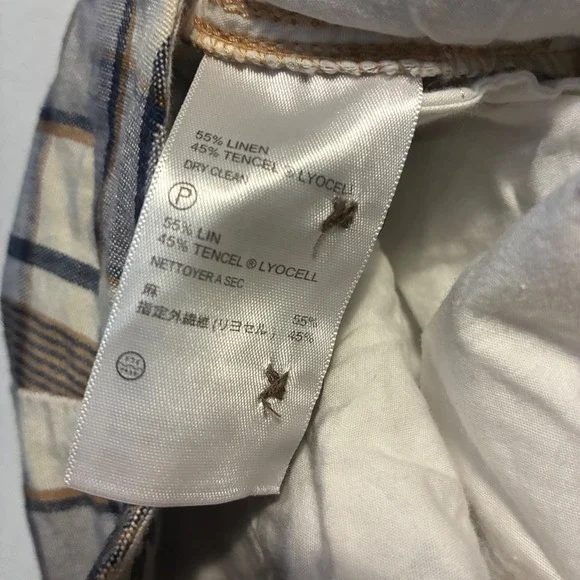 55% LINEN
45% TENCEL ® LYOCELL
DRY CLEAN
P
55% LIN
45% TENCEL ® LYOCELL
NETTOYER A SEC
麻 55%
指定外繊維 (リヨセル) 45%